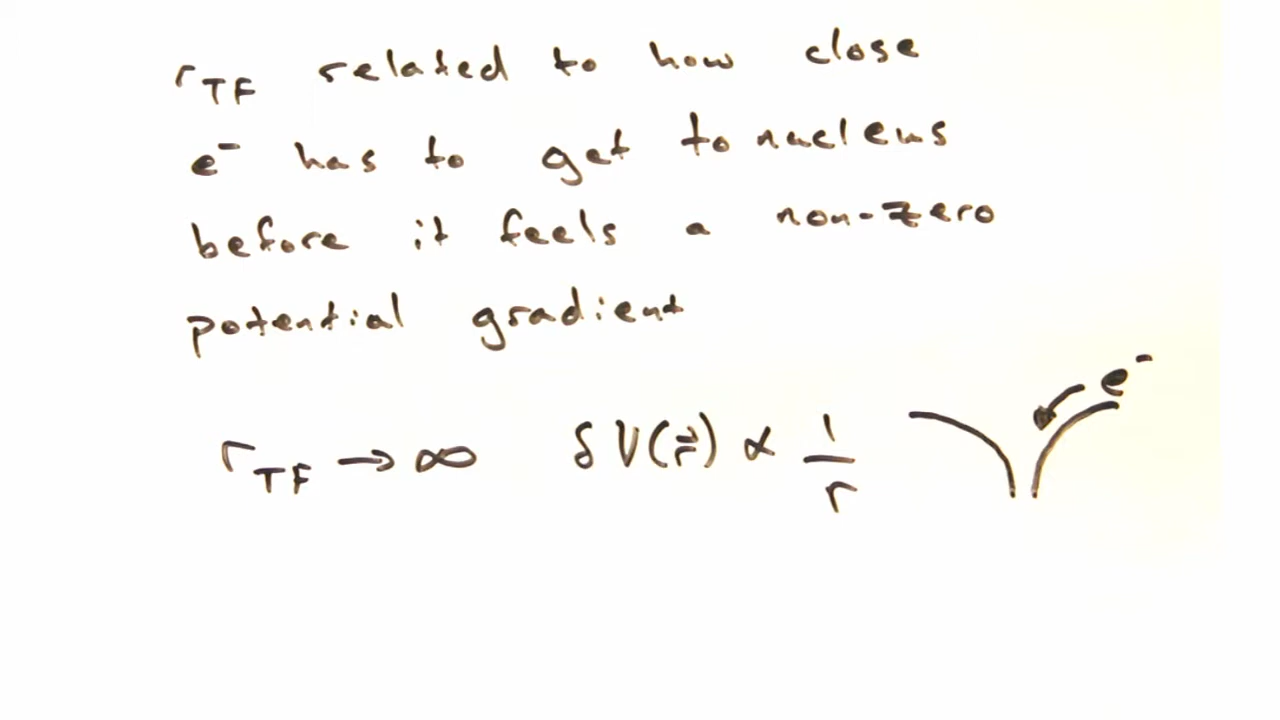 r_TF related to how close
e⁻ has to get to nucleus
before it feels a non-zero
potential gradient
r_TF → ∞ δV(r⃗) ∝ 1/r e⁻